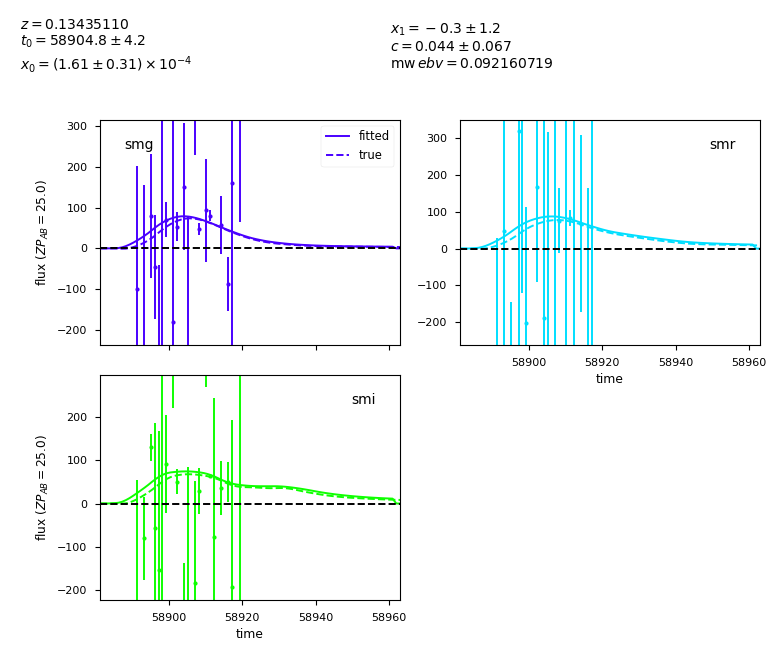 z = 0.13435110
t0 = 58904.8 ± 4.2
x0 = (1.61 ± 0.31) × 10^−4
x1 = −0.3 ± 1.2
c = 0.044 ± 0.067
mw ebv = 0.092160719
smg
fitted
true
300
200
100
0
−100
−200
flux (ZP_AB = 25.0)
smr
300
200
100
0
−100
−200
58900 58920 58940 58960
time
smi
200
100
0
−100
−200
flux (ZP_AB = 25.0)
58900 58920 58940 58960
time